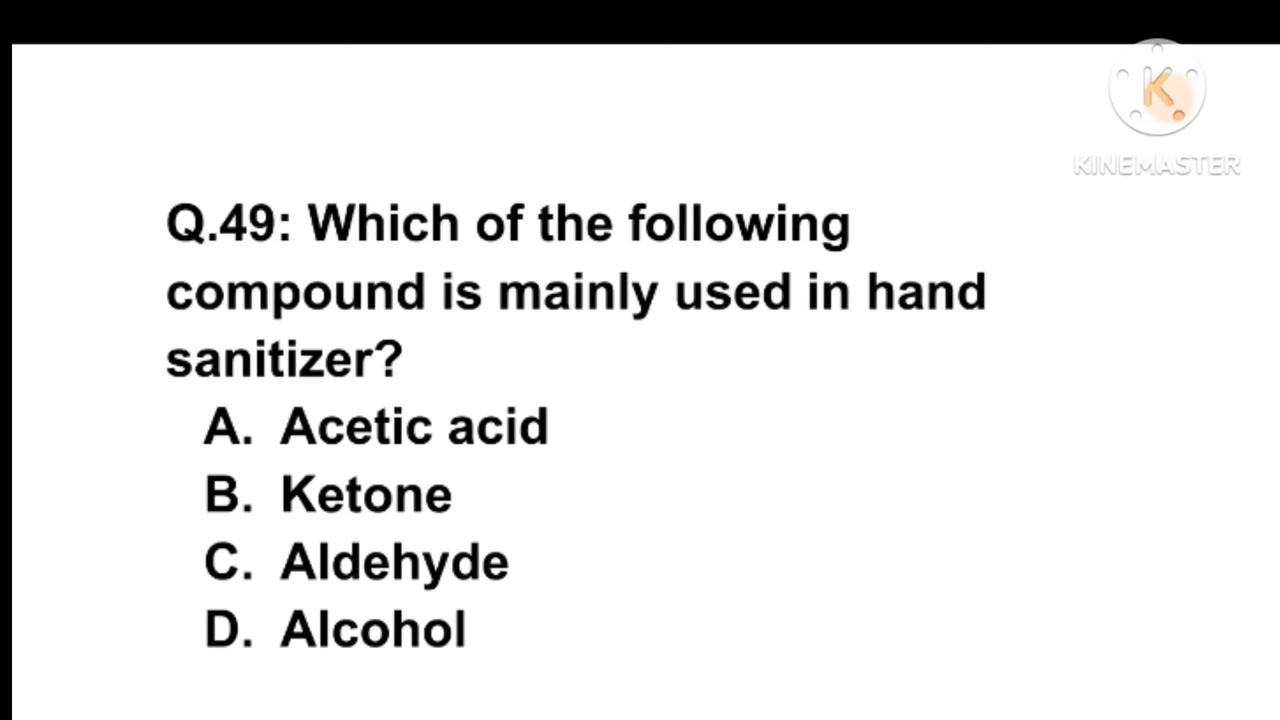 KINEMASTER
Q.49: Which of the following
compound is mainly used in hand
sanitizer?
A. Acetic acid
B. Ketone
C. Aldehyde
D. Alcohol